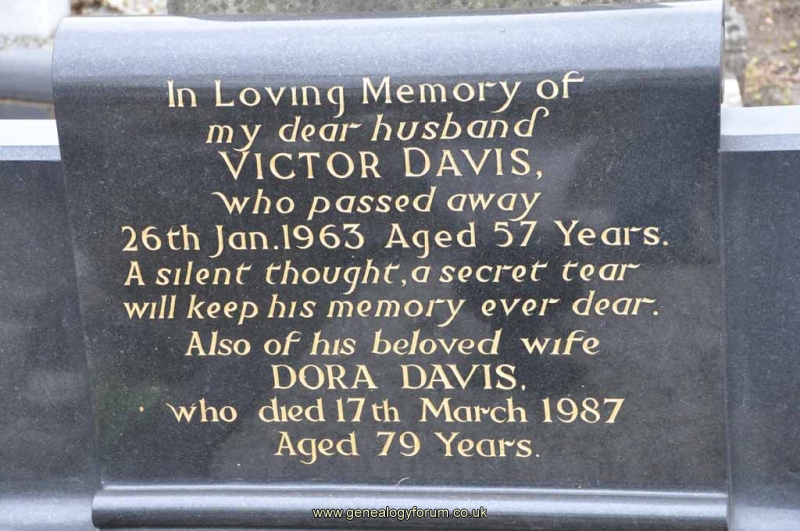 In Loving Memory of
my dear husband
VICTOR DAVIS,
who passed away
26th Jan. 1963 Aged 57 Years.
A silent thought, a secret tear
will keep his memory ever dear.
Also of his beloved wife
DORA DAVIS,
who died 17th March 1987
Aged 79 Years.
www.genealogyforum.co.uk